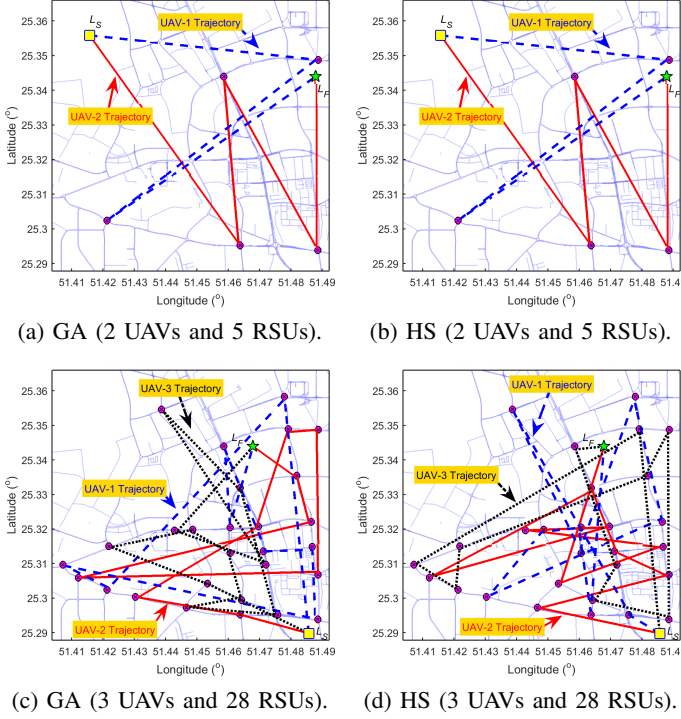 25.36
25.35
25.34
25.33
25.32
25.31
25.3
25.29
Latitude (o)
L_S
UAV-1 Trajectory
UAV-2 Trajectory
L_F
51.41 51.42 51.43 51.44 51.45 51.46 51.47 51.48 51.49
Longitude (o)
(a) GA (2 UAVs and 5 RSUs).
25.36
25.35
25.34
25.33
25.32
25.31
25.3
25.29
Latitude (o)
L_S
UAV-1 Trajectory
UAV-2 Trajectory
L_F
51.41 51.42 51.43 51.44 51.45 51.46 51.47 51.48 51.4
Longitude (o)
(b) HS (2 UAVs and 5 RSUs).
25.36
25.35
25.34
25.33
25.32
25.31
25.3
25.29
Latitude (o)
UAV-3 Trajectory
L_F
UAV-1 Trajectory
UAV-2 Trajectory
L_S
51.41 51.42 51.43 51.44 51.45 51.46 51.47 51.48 51.49
Longitude (o)
(c) GA (3 UAVs and 28 RSUs).
25.36
25.35
25.34
25.33
25.32
25.31
25.3
25.29
Latitude (o)
UAV-1 Trajectory
L_F
UAV-3 Trajectory
UAV-2 Trajectory
L_S
51.41 51.42 51.43 51.44 51.45 51.46 51.47 51.48 51.4
Longitude (o)
(d) HS (3 UAVs and 28 RSUs).